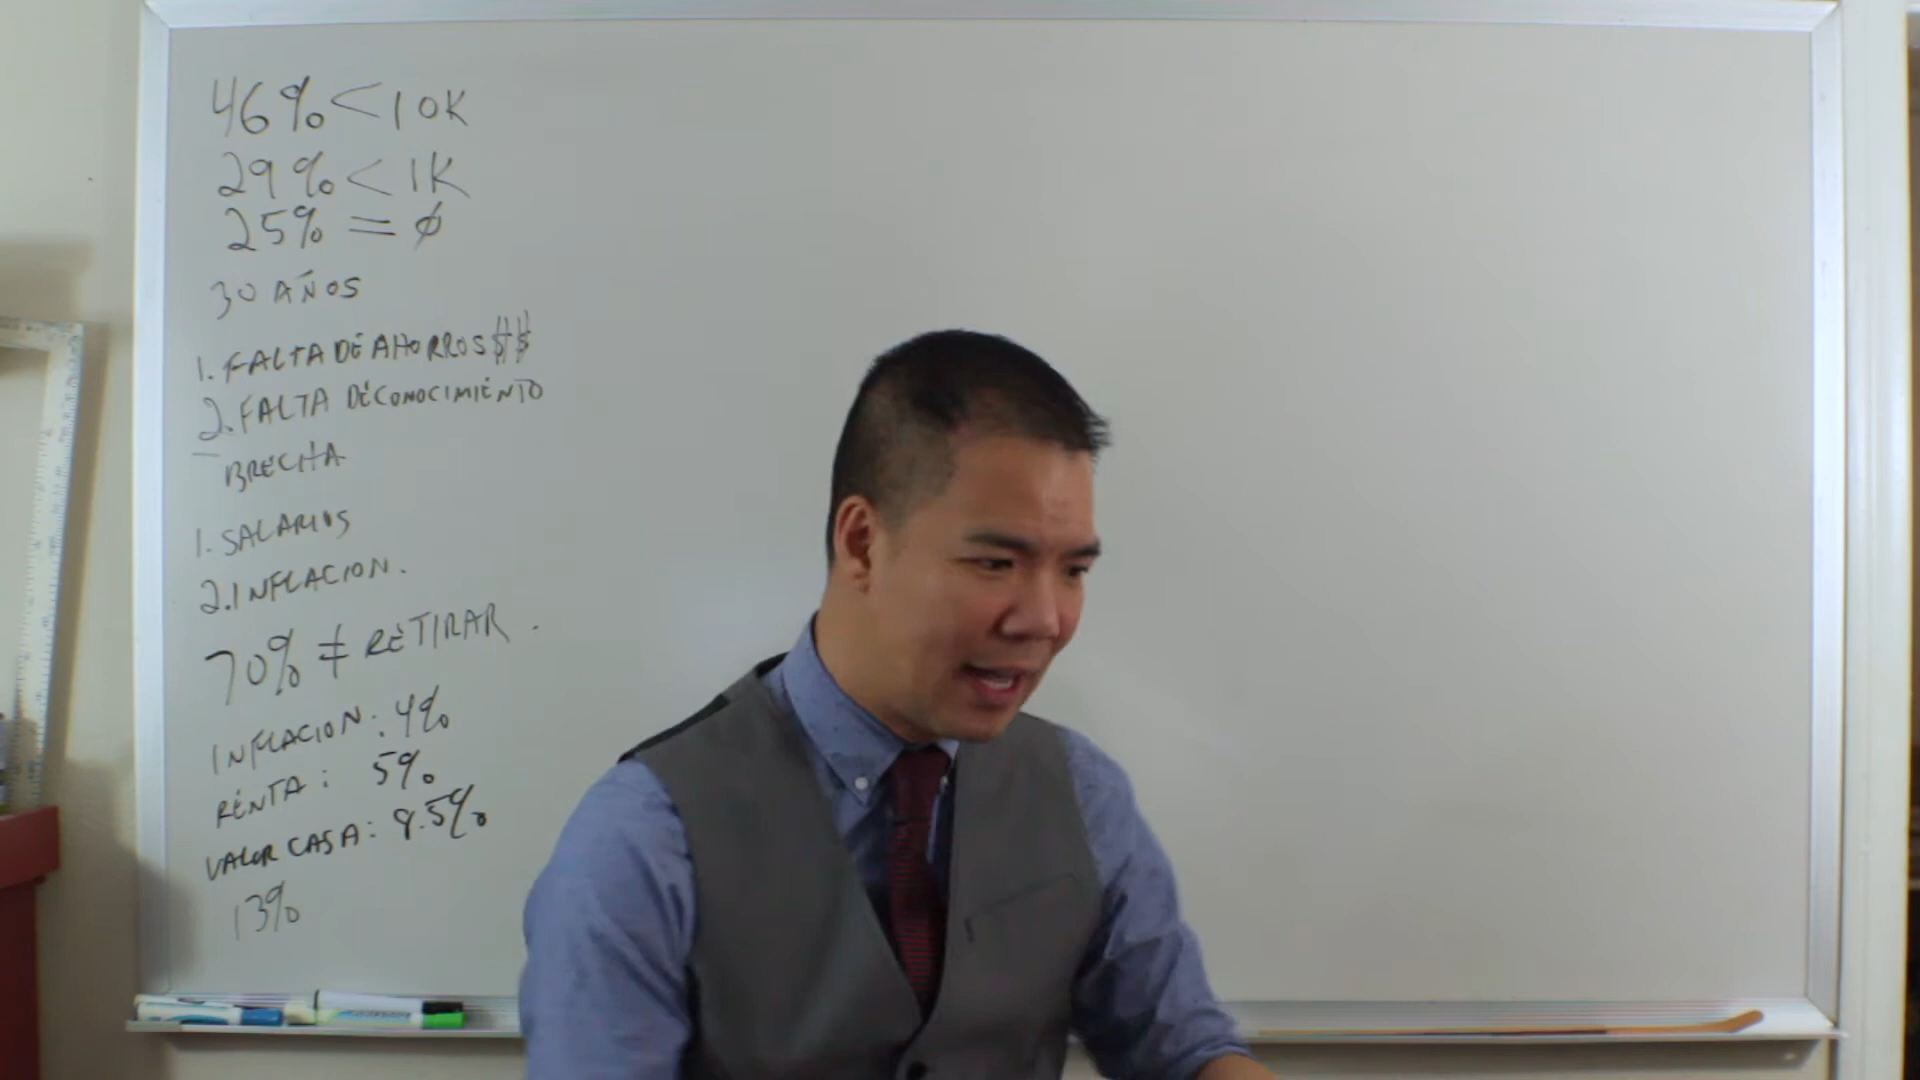 46% < 10K
29% < 1K
25% = Ø
30 AÑOS
1. FALTA DE AHORROS $$
2. FALTA DE CONOCIMIENTO
BRECHA
1. SALARIOS
2. INFLACION.
70% ≠ RETIRAR.
INFLACION: 4%
RENTA: 5%
VALOR CASA: 8.5%
13%